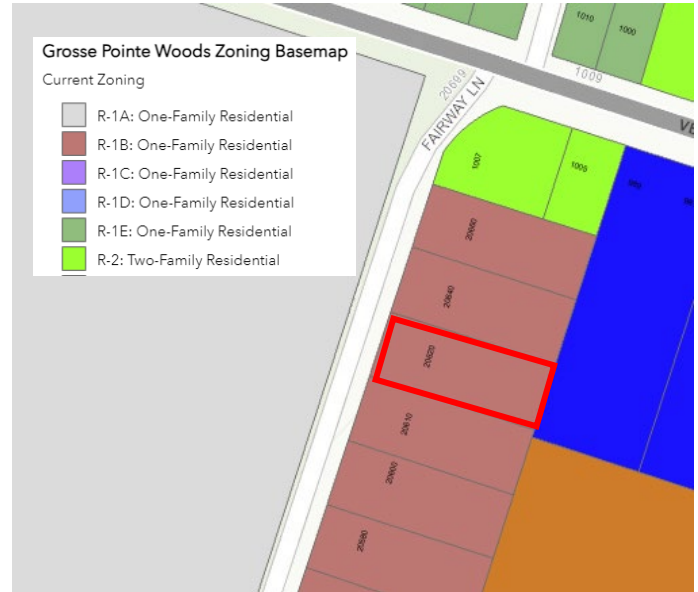 Grosse Pointe Woods Zoning Basemap
Current Zoning
R-1A: One-Family Residential
R-1B: One-Family Residential
R-1C: One-Family Residential
R-1D: One-Family Residential
R-1E: One-Family Residential
R-2: Two-Family Residential
1010
1000
1009
20699
FAIRWAY LN
VE
1007
1005
20660
20640
20620
20610
20600
20580